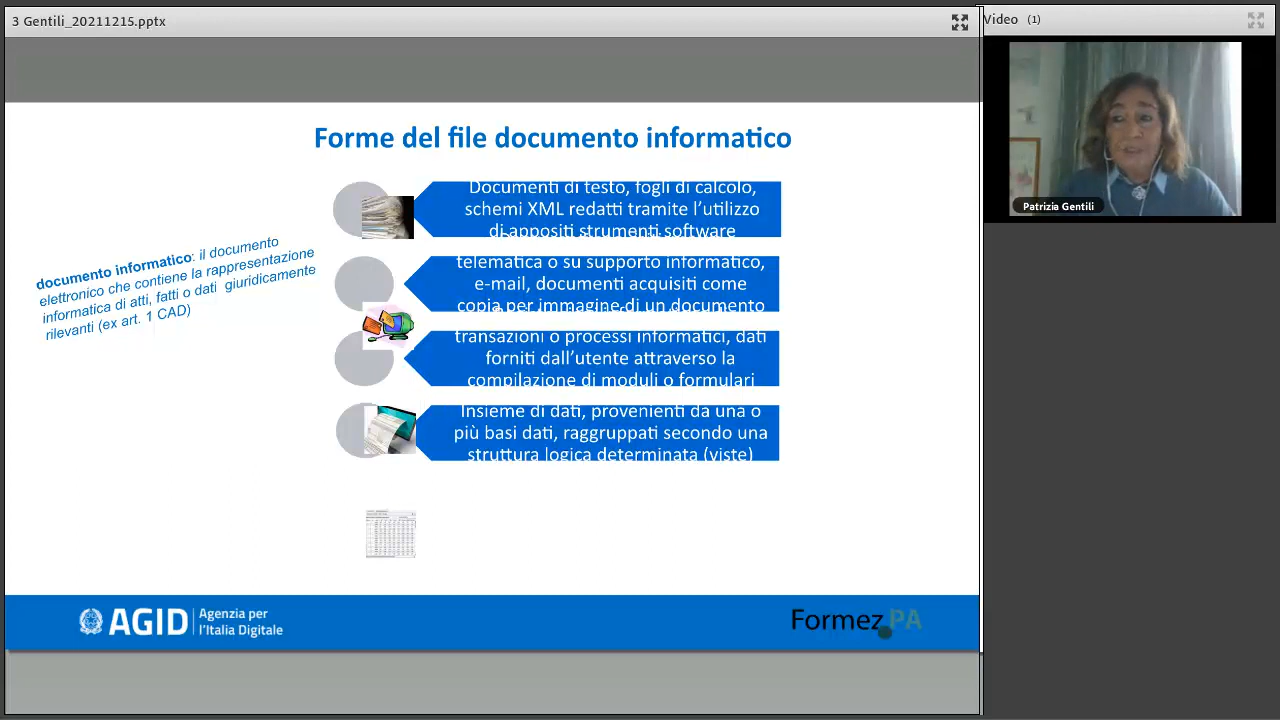 3 Gentili_20211215.pptx
Video (1)
Patrizia Gentili
Forme del file documento informatico
documento informatico: il documento
elettronico che contiene la rappresentazione
informatica di atti, fatti o dati giuridicamente
rilevanti (ex art. 1 CAD)
Documenti di testo, fogli di calcolo,
schemi XML redatti tramite l’utilizzo
di appositi strumenti software
telematica o su supporto informatico,
e-mail, documenti acquisiti come
copia per immagine di un documento
transazioni o processi informatici, dati
forniti dall’utente attraverso la
compilazione di moduli o formulari
Insieme di dati, provenienti da una o
più basi dati, raggruppati secondo una
struttura logica determinata (viste)
AGID
Agenzia per
l’Italia Digitale
Formez PA